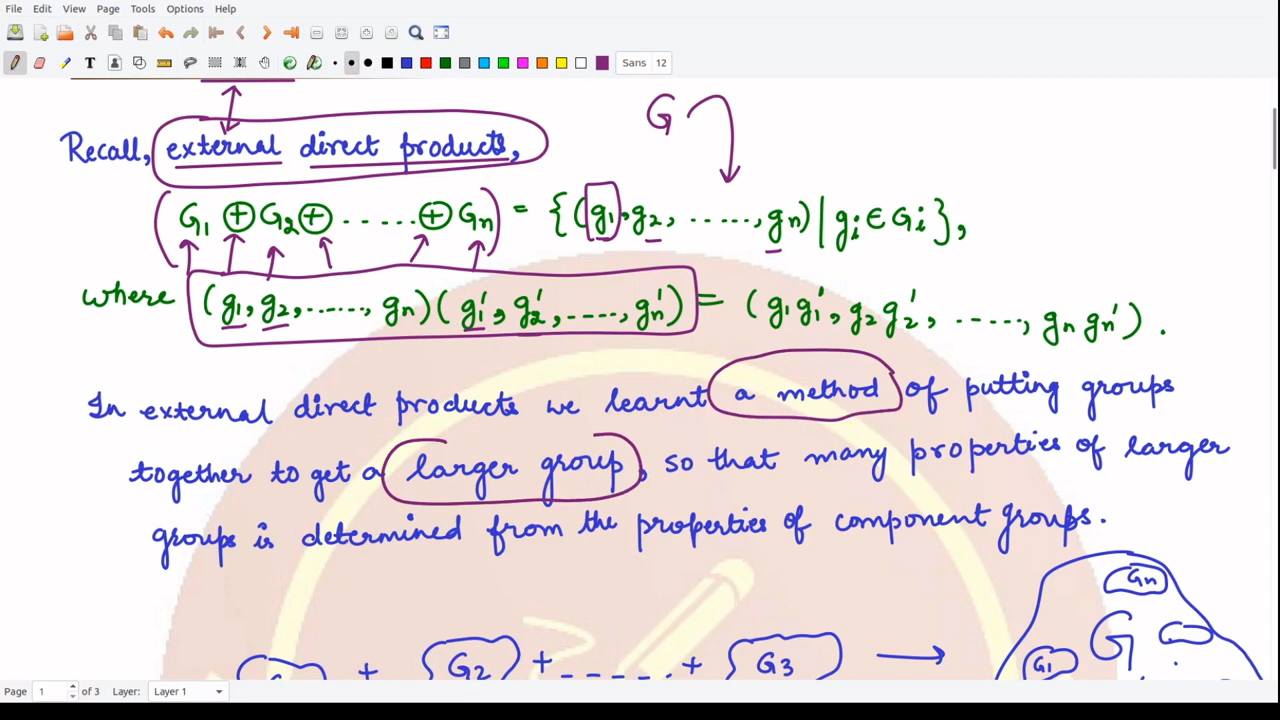 File Edit View Page Tools Options Help
Sans 12
G
Recall, external direct products,
G1 ⊕ G2 ⊕ ...... ⊕ Gn = {(g1, g2, ......, gn) | gi ∈ Gi},
where (g1, g2, ......, gn)(g1', g2', ....., gn') = (g1g1', g2g2', ....., gngn').
In external direct products we learnt a method of putting groups
together to get a larger group, so that many properties of larger
groups is determined from the properties of component groups.
Gn
G
+ G2 + ...... + G3 → G1
Page 1 of 3 Layer: Layer 1